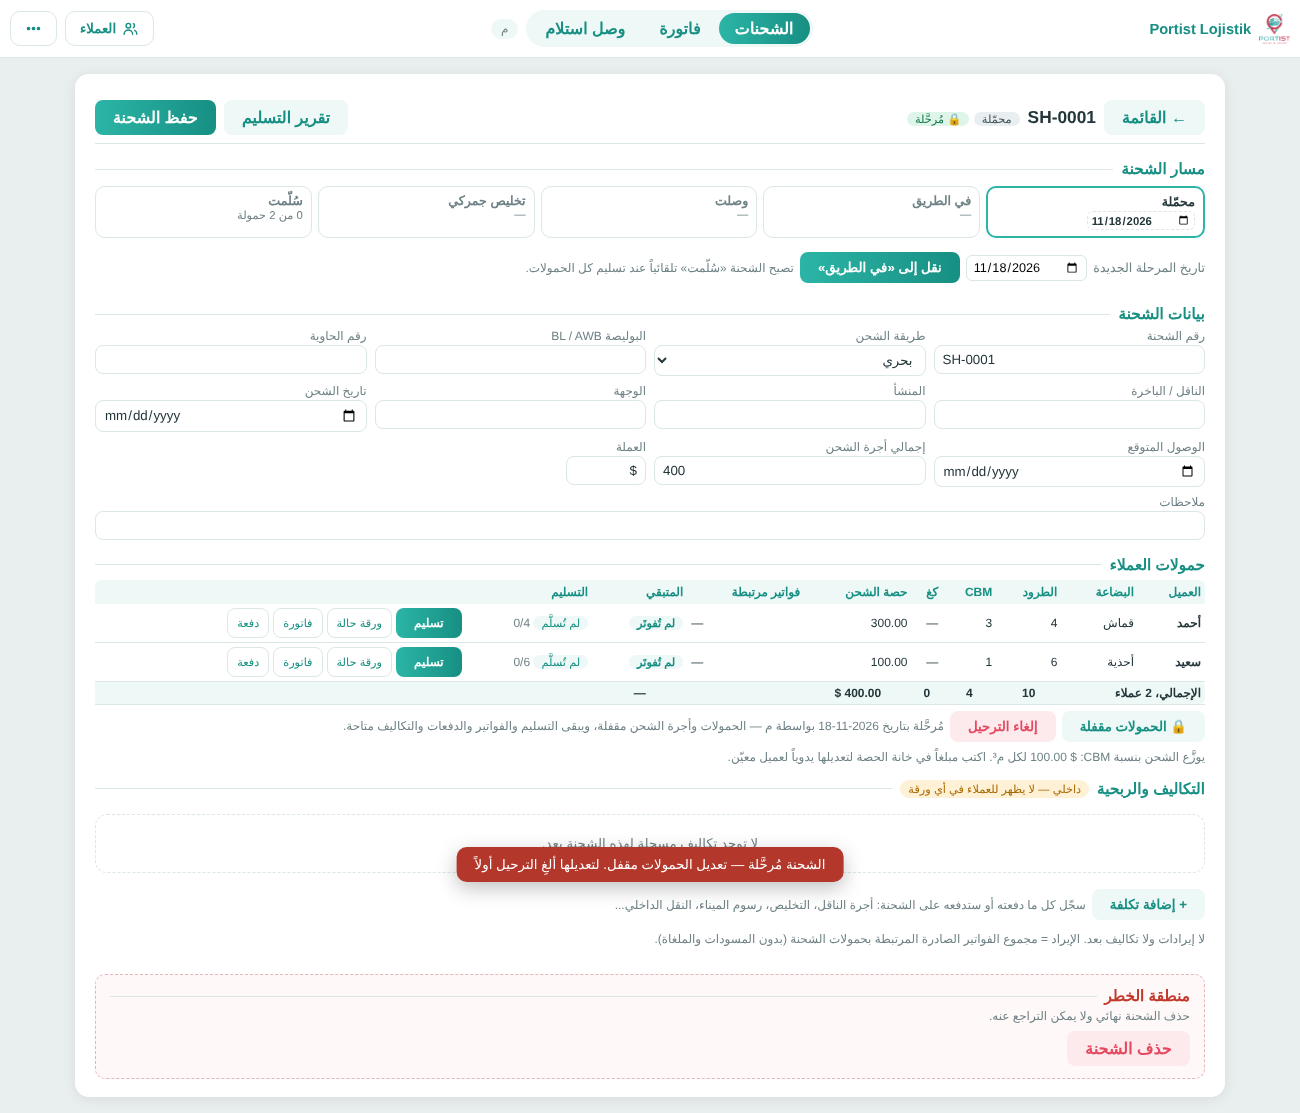 Portist Lojistik
PORTIST
الشحنات
فاتورة
وصل استلام
م
العملاء
•••
← القائمة
SH-0001
محمّلة
🔒 مُرحَّلة
تقرير التسليم
حفظ الشحنة
مسار الشحنة
محمّلة
11/18/2026
في الطريق
—
وصلت
—
تخليص جمركي
—
سُلّمت
0 من 2 حمولة
تاريخ المرحلة الجديدة
11/18/2026
نقل إلى «في الطريق»
تصبح الشحنة «سُلّمت» تلقائياً عند تسليم كل الحمولات.
بيانات الشحنة
رقم الشحنة
طريقة الشحن
البوليصة BL / AWB
رقم الحاوية
SH-0001
بحري
الناقل / الباخرة
المنشأ
الوجهة
تاريخ الشحن
mm/dd/yyyy
الوصول المتوقع
إجمالي أجرة الشحن
العملة
mm/dd/yyyy
400
$
ملاحظات
حمولات العملاء
العميل البضاعة الطرود CBM كغ حصة الشحن فواتير مرتبطة المتبقي التسليم
أحمد قماش 4 3 — 300.00 — لم تُفوتَر لم تُسلَّم 0/4 تسليم ورقة حالة فاتورة دفعة
سعيد أحذية 6 1 — 100.00 — لم تُفوتَر لم تُسلَّم 0/6 تسليم ورقة حالة فاتورة دفعة
الإجمالي، 2 عملاء 10 4 0 400.00 $ —
🔒 الحمولات مقفلة
إلغاء الترحيل
مُرحَّلة بتاريخ 2026-11-18 بواسطة م — الحمولات وأجرة الشحن مقفلة، ويبقى التسليم والفواتير والدفعات والتكاليف متاحة.
يوزَّع الشحن بنسبة CBM: $ 100.00 لكل م³. اكتب مبلغاً في خانة الحصة لتعديلها يدوياً لعميل معيّن.
التكاليف والربحية
داخلي — لا يظهر للعملاء في أي ورقة
لا توجد تكاليف مسجلة لهذه الشحنة بعد.
الشحنة مُرحَّلة — تعديل الحمولات مقفل. لتعديلها ألغِ الترحيل أولاً
+ إضافة تكلفة
سجّل كل ما دفعته أو ستدفعه على الشحنة: أجرة الناقل، التخليص، رسوم الميناء، النقل الداخلي...
لا إيرادات ولا تكاليف بعد. الإيراد = مجموع الفواتير الصادرة المرتبطة بحمولات الشحنة (بدون المسودات والملغاة).
منطقة الخطر
حذف الشحنة نهائي ولا يمكن التراجع عنه.
حذف الشحنة